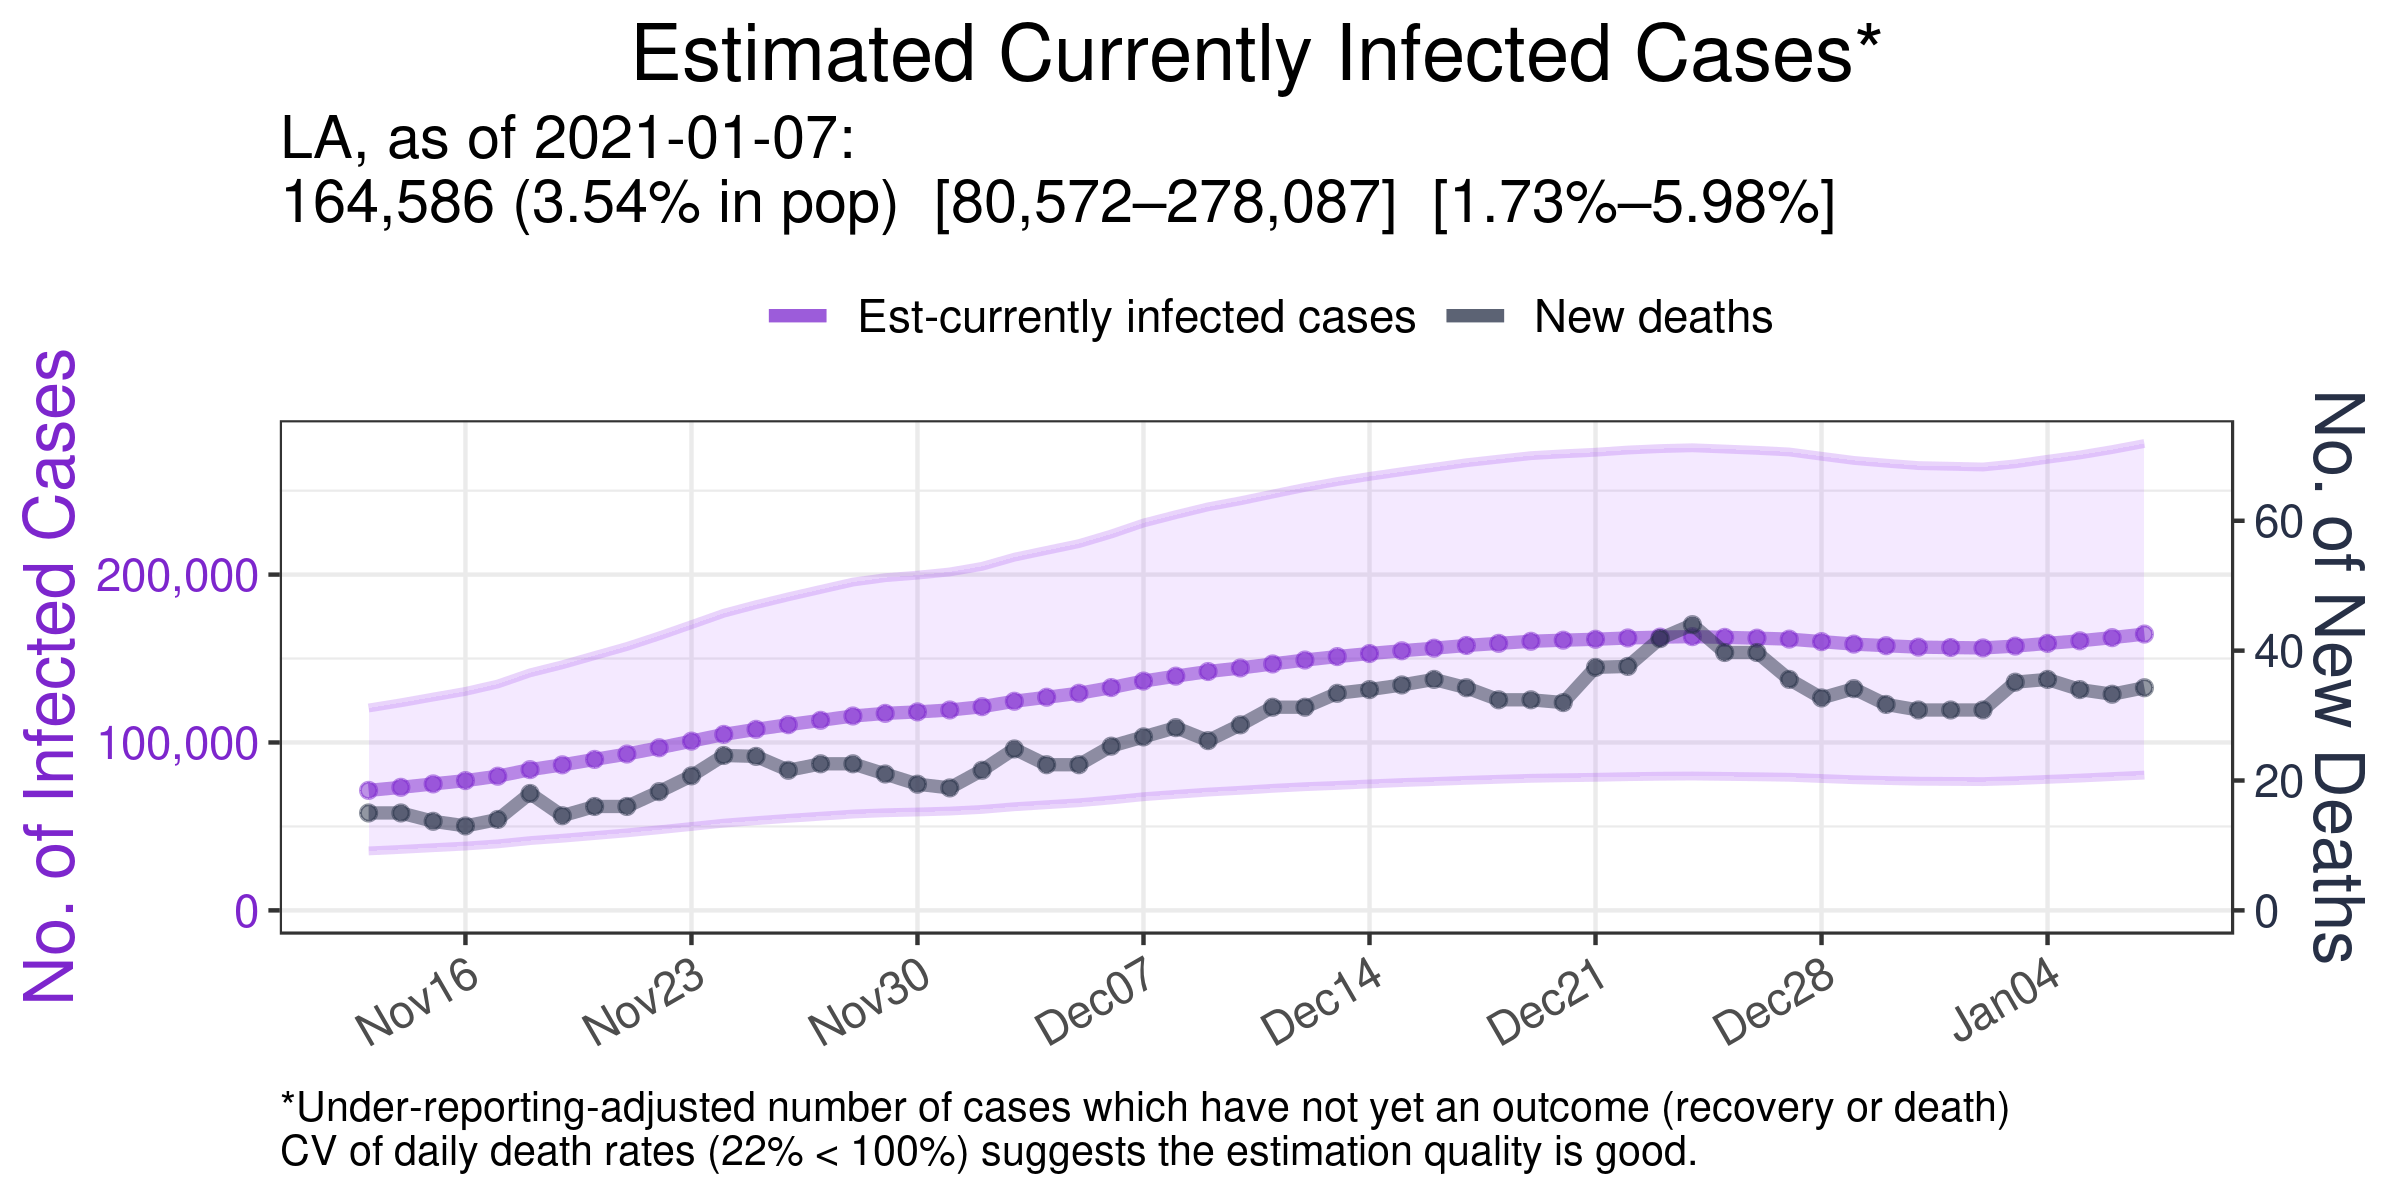 Estimated Currently Infected Cases*
LA, as of 2021-01-07:
164,586 (3.54% in pop)  [80,572–278,087]  [1.73%–5.98%]
Est-currently infected cases
New deaths
No. of Infected Cases
200,000
100,000
0
No. of New Deaths
60
40
20
0
Nov16
Nov23
Nov30
Dec07
Dec14
Dec21
Dec28
Jan04
*Under-reporting-adjusted number of cases which have not yet an outcome (recovery or death)
CV of daily death rates (22% < 100%) suggests the estimation quality is good.